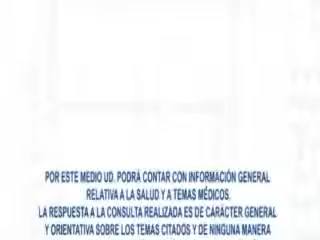 POR ESTE MEDIO UD. PODRÁ CONTAR CON INFORMACIÓN GENERAL
RELATIVA A LA SALUD Y A TEMAS MÉDICOS.
LA RESPUESTA A LA CONSULTA REALIZADA ES DE CARÁCTER GENERAL
Y ORIENTATIVA SOBRE LOS TEMAS CITADOS Y DE NINGUNA MANERA